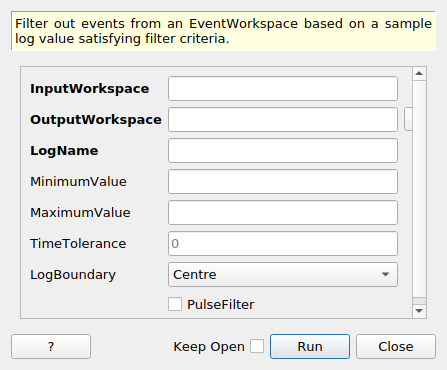 Filter out events from an EventWorkspace based on a sample
log value satisfying filter criteria.
InputWorkspace
OutputWorkspace
LogName
MinimumValue
MaximumValue
TimeTolerance 0
LogBoundary Centre
PulseFilter
? Keep Open Run Close